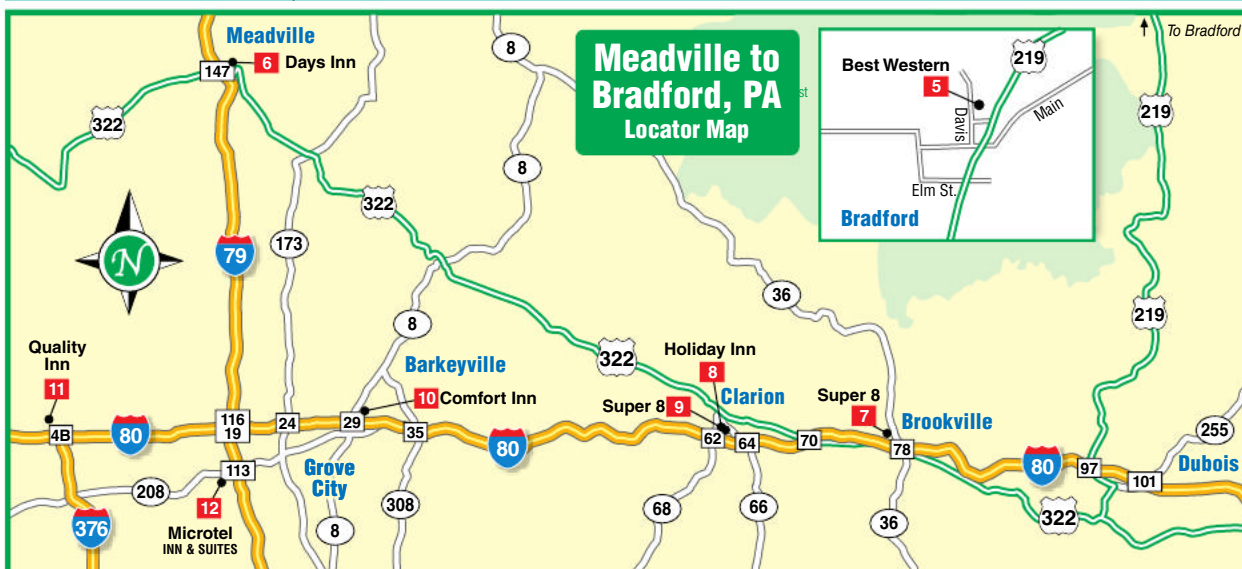 Meadville to
Bradford, PA
Locator Map
st
To Bradford
Meadville
6 Days Inn
147
322
8
219
Best Western
5
219
Davis
Main
Elm St.
Bradford
219
8
322
173
N
79
36
219
8
Quality
Inn
11
Barkeyville
10 Comfort Inn
322
Holiday Inn
8
Clarion
Super 8 9
Super 8
7
Brookville
4B
80
116
19
24
29
35
80
62
64
70
78
80
97
101
255
Dubois
113
208
12
Microtel
INN & SUITES
Grove
City
376
8
308
68
66
36
322